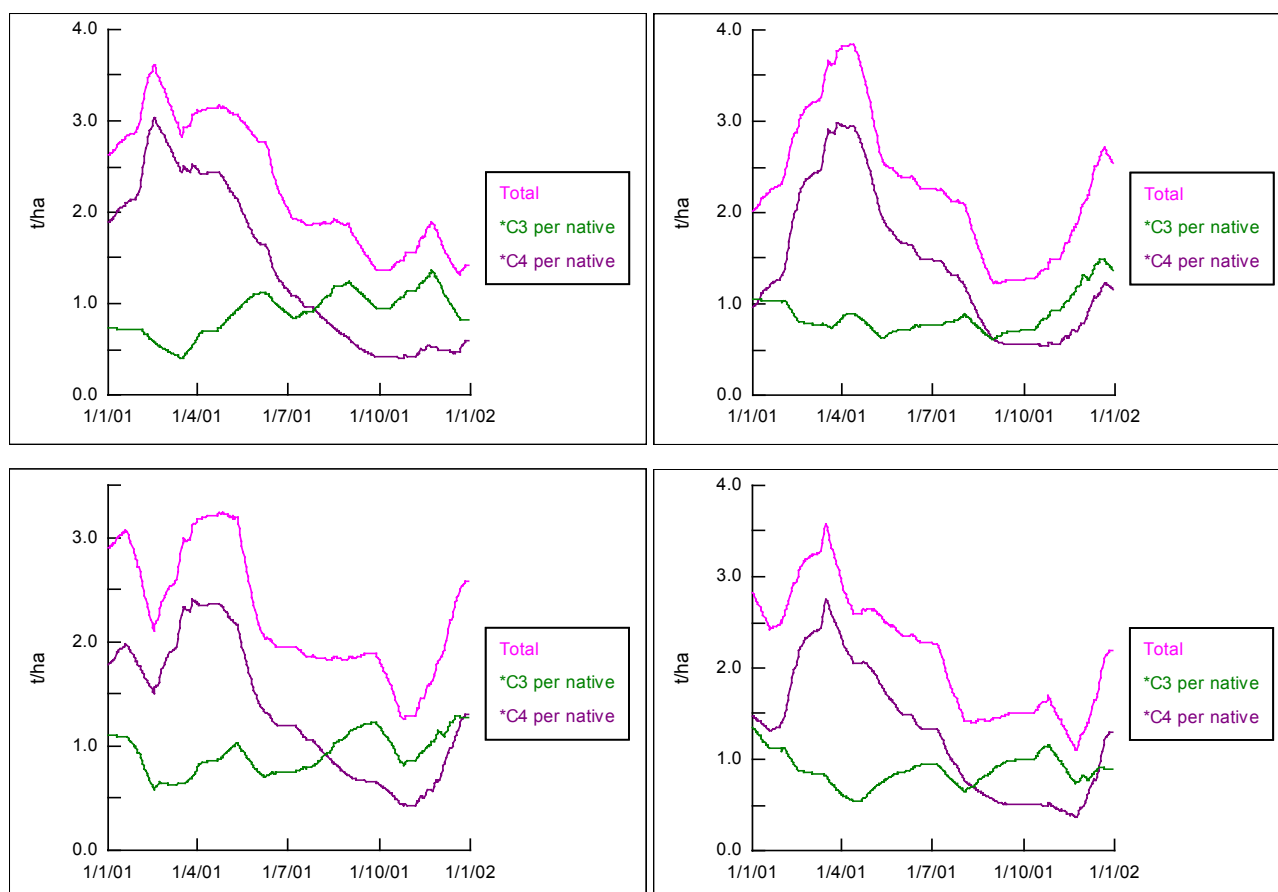 4.0
3.0
2.0
1.0
0.0
t/ha
1/1/01 1/4/01 1/7/01 1/10/01 1/1/02
Total
*C3 per native
*C4 per native
4.0
3.0
2.0
1.0
0.0
t/ha
1/1/01 1/4/01 1/7/01 1/10/01 1/1/02
Total
*C3 per native
*C4 per native
3.0
2.0
1.0
0.0
t/ha
1/1/01 1/4/01 1/7/01 1/10/01 1/1/02
Total
*C3 per native
*C4 per native
4.0
3.0
2.0
1.0
0.0
t/ha
1/1/01 1/4/01 1/7/01 1/10/01 1/1/02
Total
*C3 per native
*C4 per native